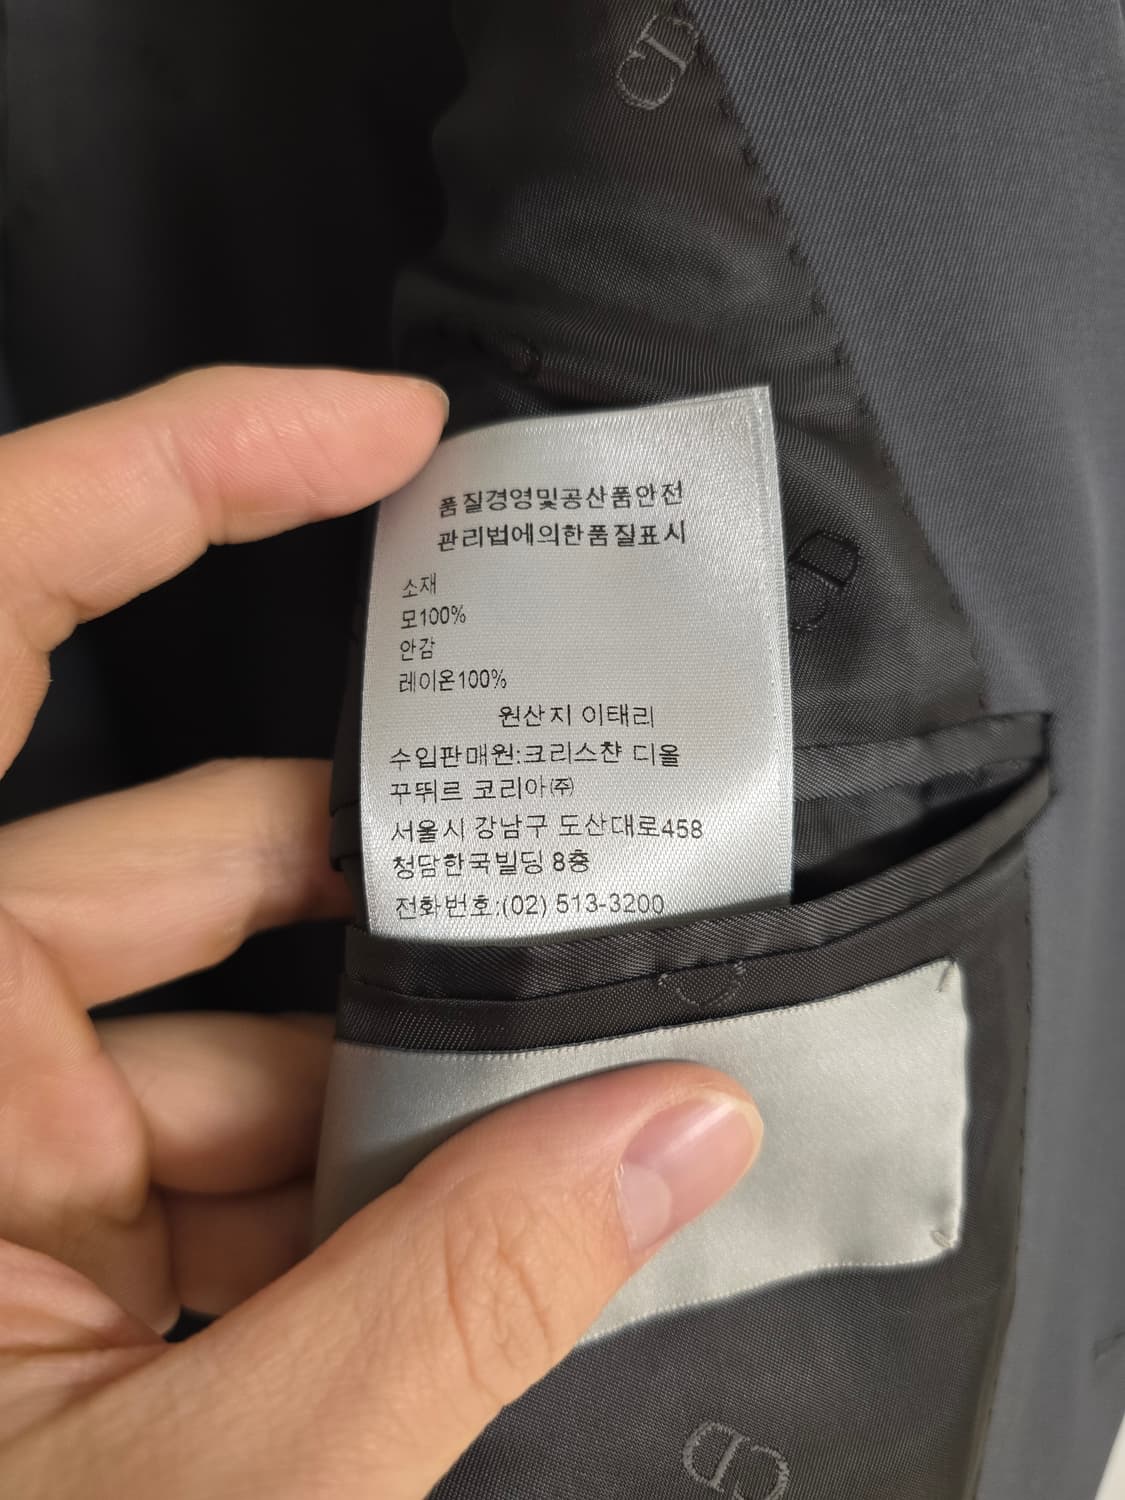 CD
품질경영및공산품안전
관리법에의한품질표시
소재
모100%
안감
레이온100%
원산지 이태리
수입판매원:크리스챤 디올
꾸뛰르 코리아㈜
서울시 강남구 도산대로458
청담한국빌딩 8층
전화번호:(02) 513-3200
CD
CD